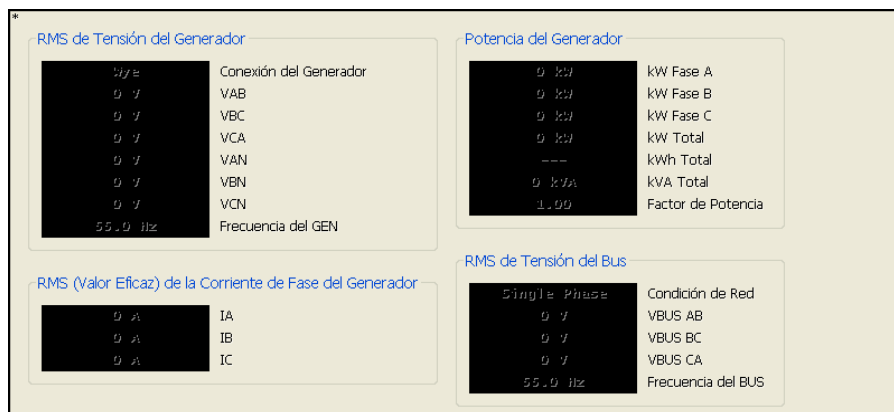 *
RMS de Tensión del Generador
Wye Conexión del Generador
0 V VAB
0 V VBC
0 V VCA
0 V VAN
0 V VBN
0 V VCN
55.0 Hz Frecuencia del GEN
RMS (Valor Eficaz) de la Corriente de Fase del Generador
0 A IA
0 A IB
0 A IC
Potencia del Generador
0 kW kW Fase A
0 kW kW Fase B
0 kW kW Fase C
0 kW kW Total
--- kWh Total
0 kVA kVA Total
1.00 Factor de Potencia
RMS de Tensión del Bus
Single Phase Condición de Red
0 V VBUS AB
0 V VBUS BC
0 V VBUS CA
55.0 Hz Frecuencia del BUS